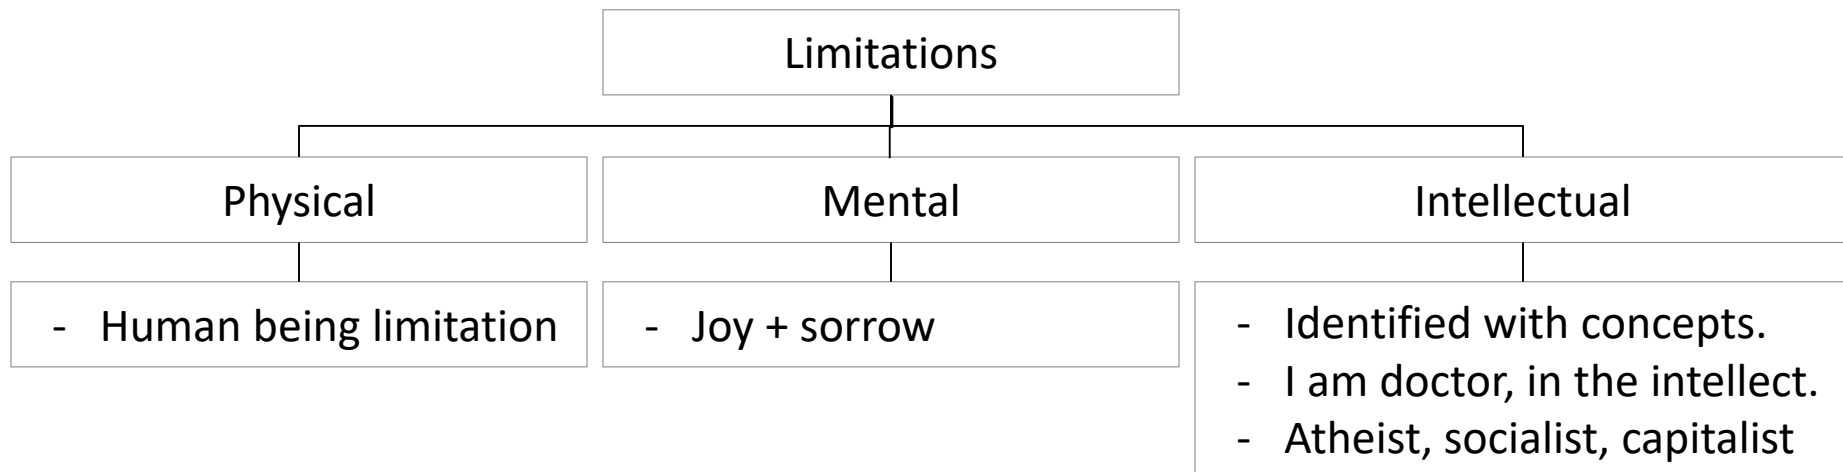 Limitations
Physical
Mental
Intellectual
- Human being limitation
- Joy + sorrow
- Identified with concepts.
- I am doctor, in the intellect.
- Atheist, socialist, capitalist